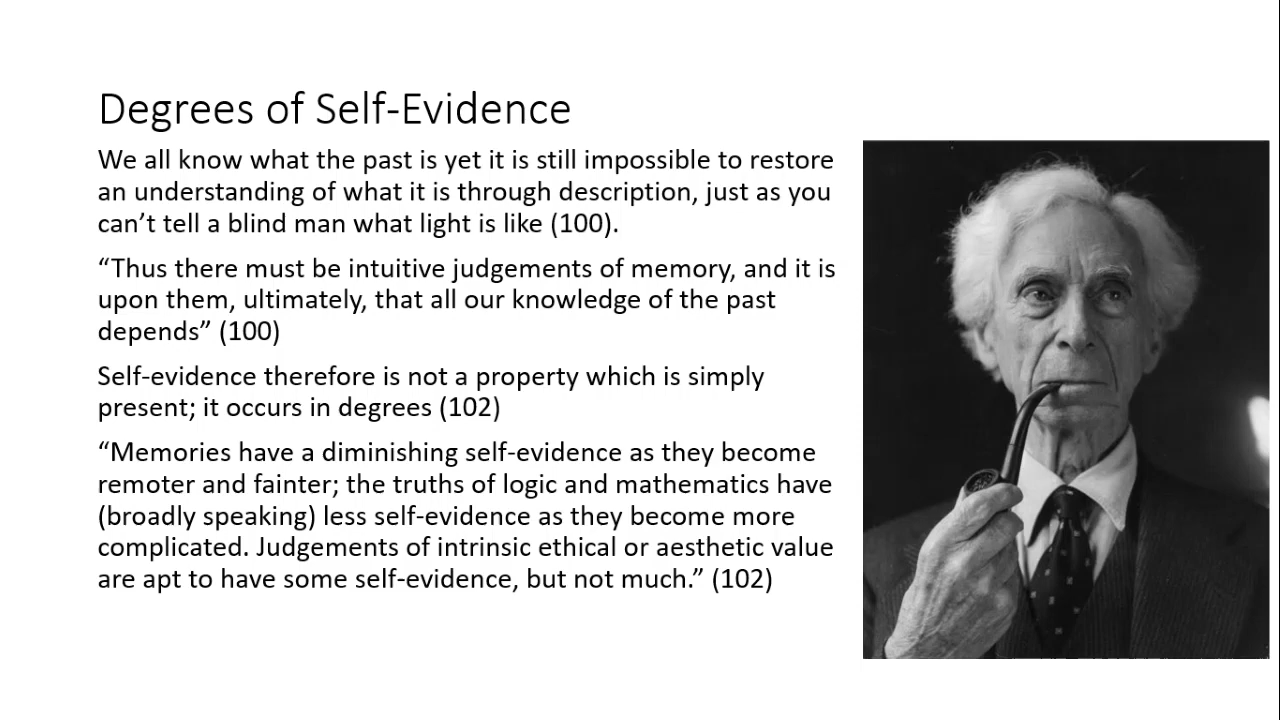 Degrees of Self-Evidence
We all know what the past is yet it is still impossible to restore
an understanding of what it is through description, just as you
can’t tell a blind man what light is like (100).
“Thus there must be intuitive judgements of memory, and it is
upon them, ultimately, that all our knowledge of the past
depends” (100)
Self-evidence therefore is not a property which is simply
present; it occurs in degrees (102)
“Memories have a diminishing self-evidence as they become
remoter and fainter; the truths of logic and mathematics have
(broadly speaking) less self-evidence as they become more
complicated. Judgements of intrinsic ethical or aesthetic value
are apt to have some self-evidence, but not much.” (102)